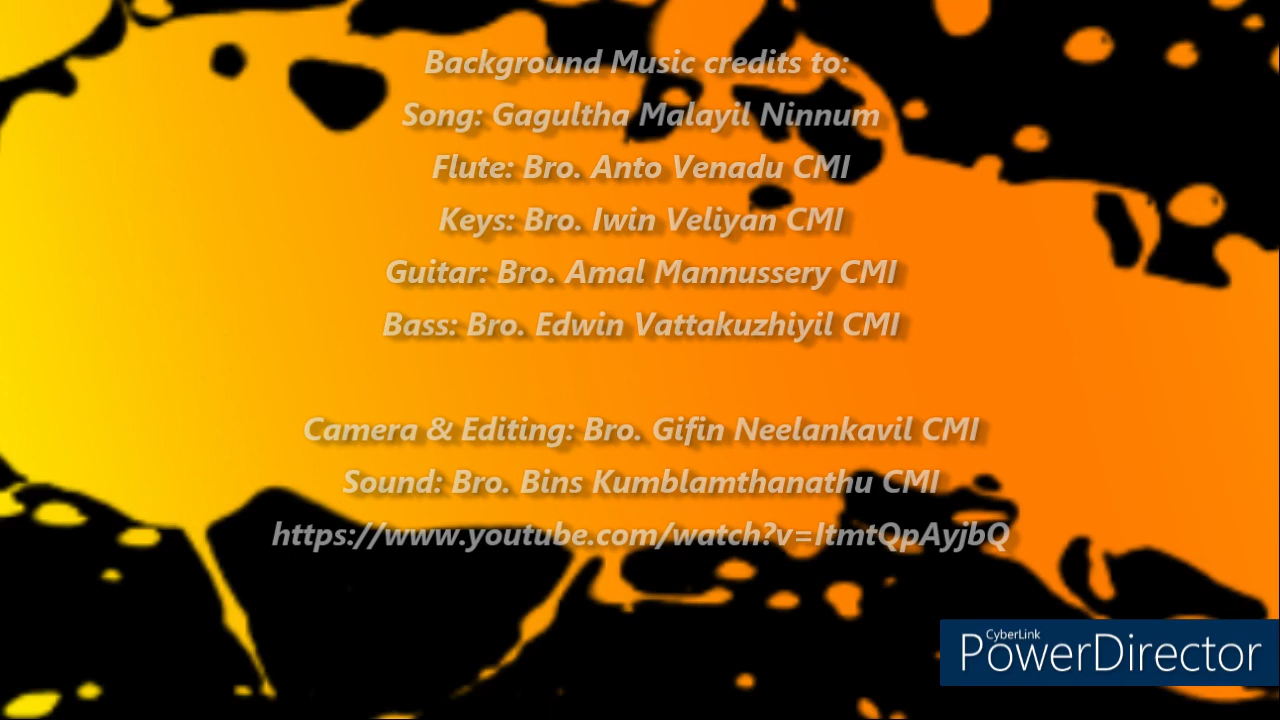 Background Music credits to:
Song: Gagultha Malayil Ninnum
Flute: Bro. Anto Venadu CMI
Keys: Bro. Iwin Veliyan CMI
Guitar: Bro. Amal Mannussery CMI
Bass: Bro. Edwin Vattakuzhiyil CMI
Camera & Editing: Bro. Gifin Neelankavil CMI
Sound: Bro. Bins Kumblamthanathu CMI
https://www.youtube.com/watch?v=ItmtQpAyjbQ
CyberLink
PowerDirector